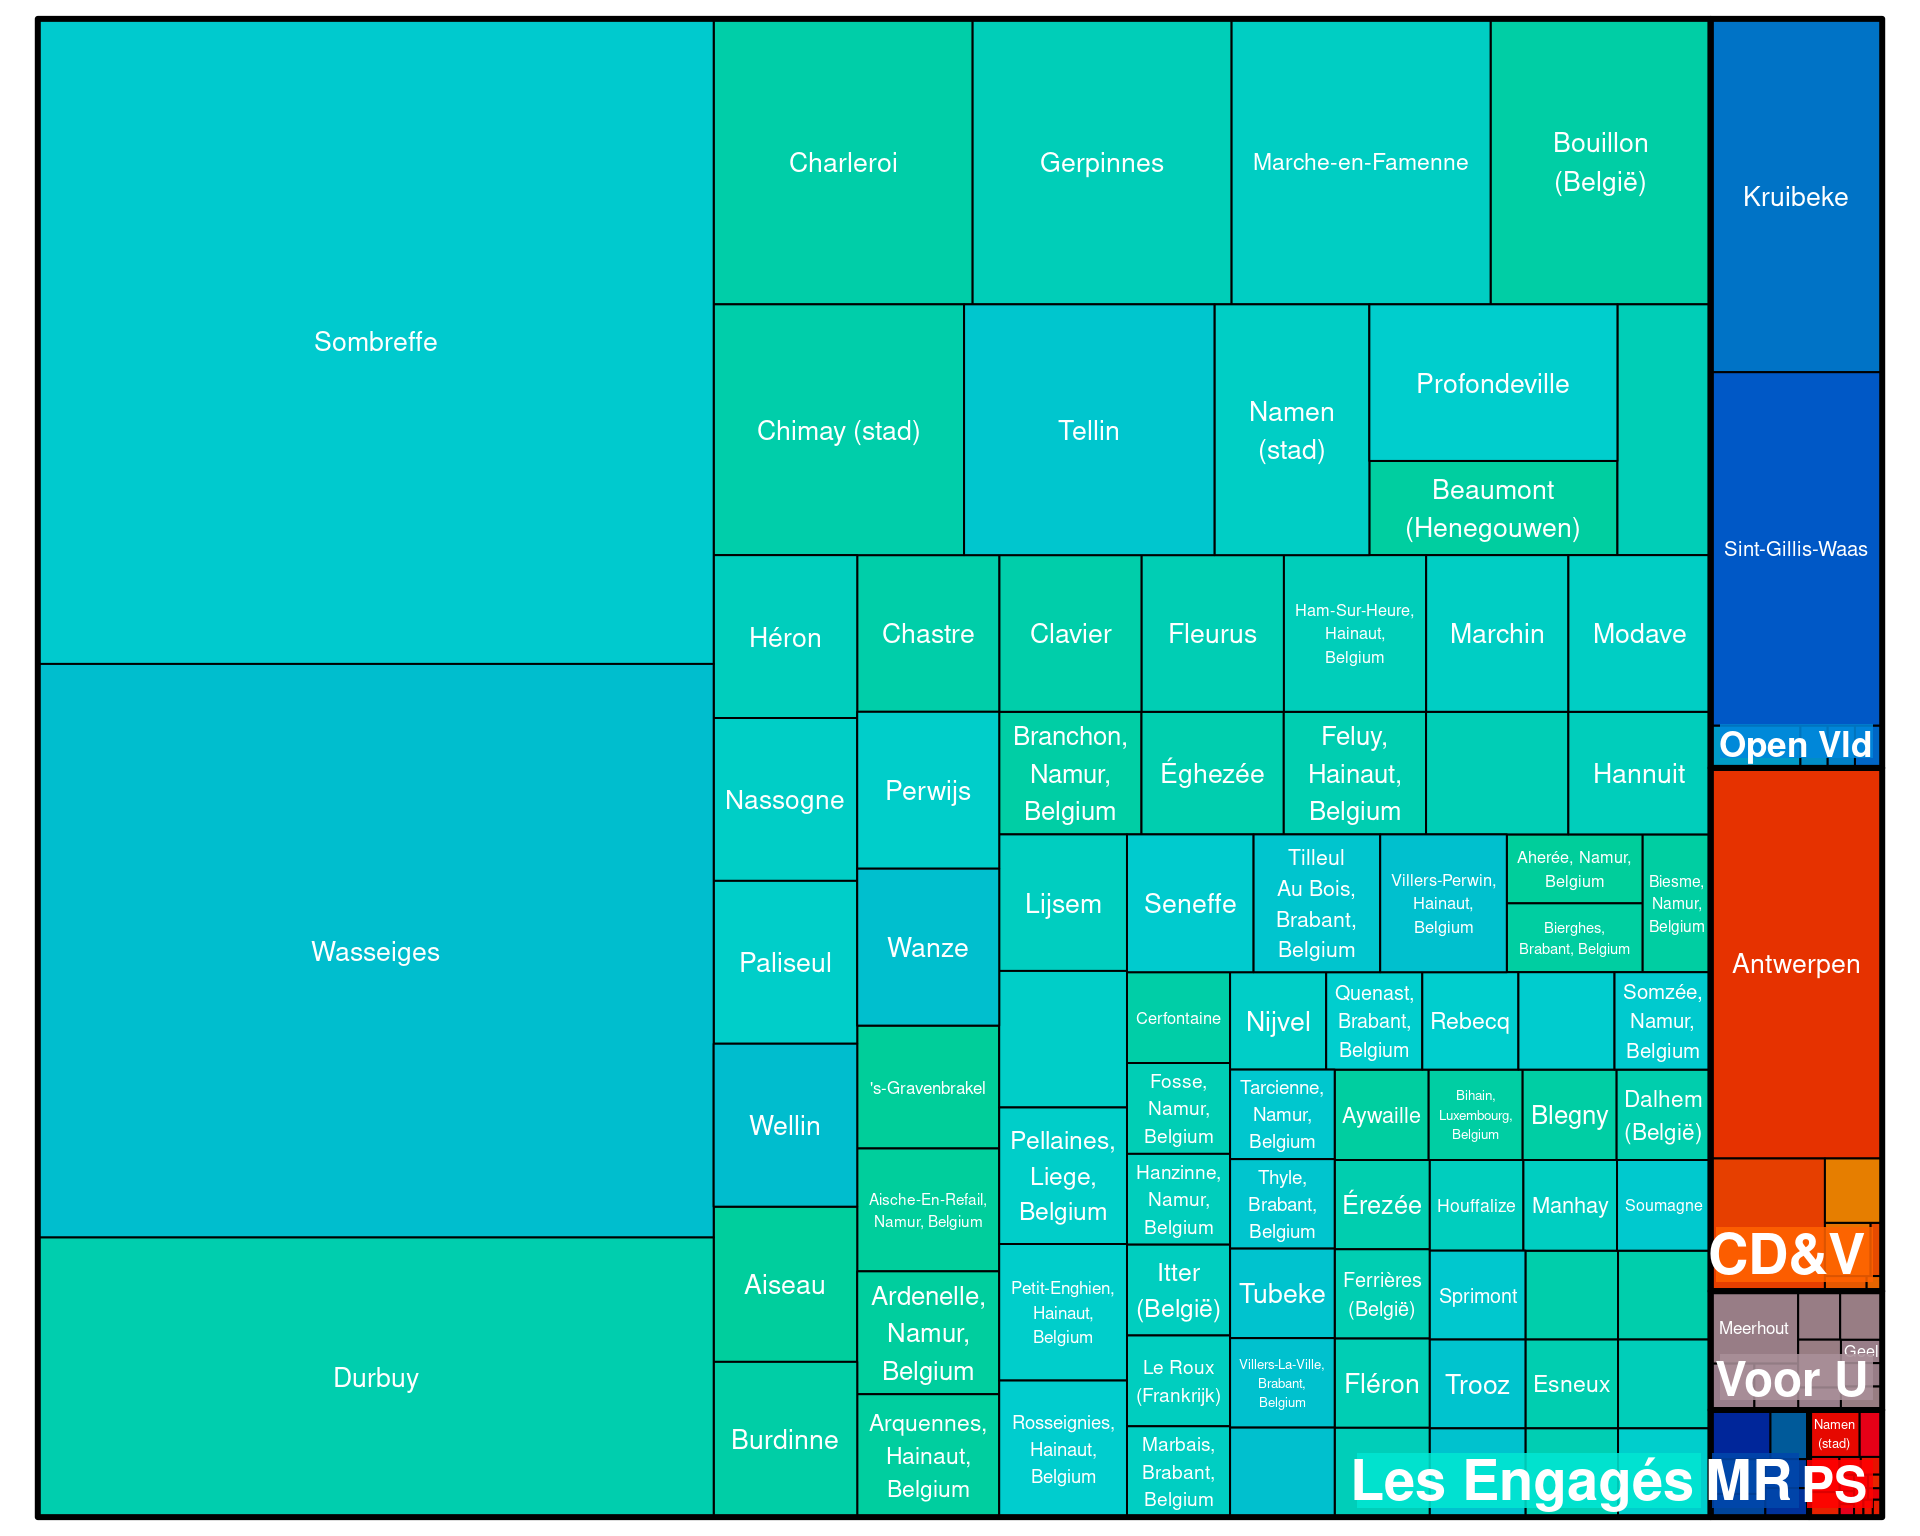 Sombreffe
Wasseiges
Durbuy
Charleroi
Gerpinnes
Marche-en-Famenne
Bouillon
(België)
Chimay (stad)
Tellin
Namen
(stad)
Profondeville
Beaumont
(Henegouwen)
Héron
Nassogne
Paliseul
Wellin
Aiseau
Burdinne
Chastre
Perwijs
Wanze
's-Gravenbrakel
Aische-En-Refail,
Namur, Belgium
Ardenelle,
Namur,
Belgium
Arquennes,
Hainaut,
Belgium
Clavier
Fleurus
Ham-Sur-Heure,
Hainaut,
Belgium
Marchin
Modave
Branchon,
Namur,
Belgium
Éghezée
Feluy,
Hainaut,
Belgium
Hannuit
Lijsem
Pellaines,
Liege,
Belgium
Petit-Enghien,
Hainaut,
Belgium
Rosseignies,
Hainaut,
Belgium
Seneffe
Tilleul
Au Bois,
Brabant,
Belgium
Villers-Perwin,
Hainaut,
Belgium
Aherée, Namur,
Belgium
Bierghes,
Brabant, Belgium
Biesme,
Namur,
Belgium
Cerfontaine
Fosse,
Namur,
Belgium
Hanzinne,
Namur,
Belgium
Itter
(België)
Le Roux
(Frankrijk)
Marbais,
Brabant,
Belgium
Nijvel
Quenast,
Brabant,
Belgium
Rebecq
Somzée,
Namur,
Belgium
Tarcienne,
Namur,
Belgium
Thyle,
Brabant,
Belgium
Tubeke
Villers-La-Ville,
Brabant,
Belgium
Aywaille
Bihain,
Luxembourg,
Belgium
Blegny
Dalhem
(België)
Érezée
Houffalize
Manhay
Soumagne
Ferrières
(België)
Sprimont
Fléron
Trooz
Esneux
Les Engagés
Kruibeke
Sint-Gillis-Waas
Open Vld
Antwerpen
CD&V
Meerhout
Geel
Voor U
MR
Namen
(stad)
PS